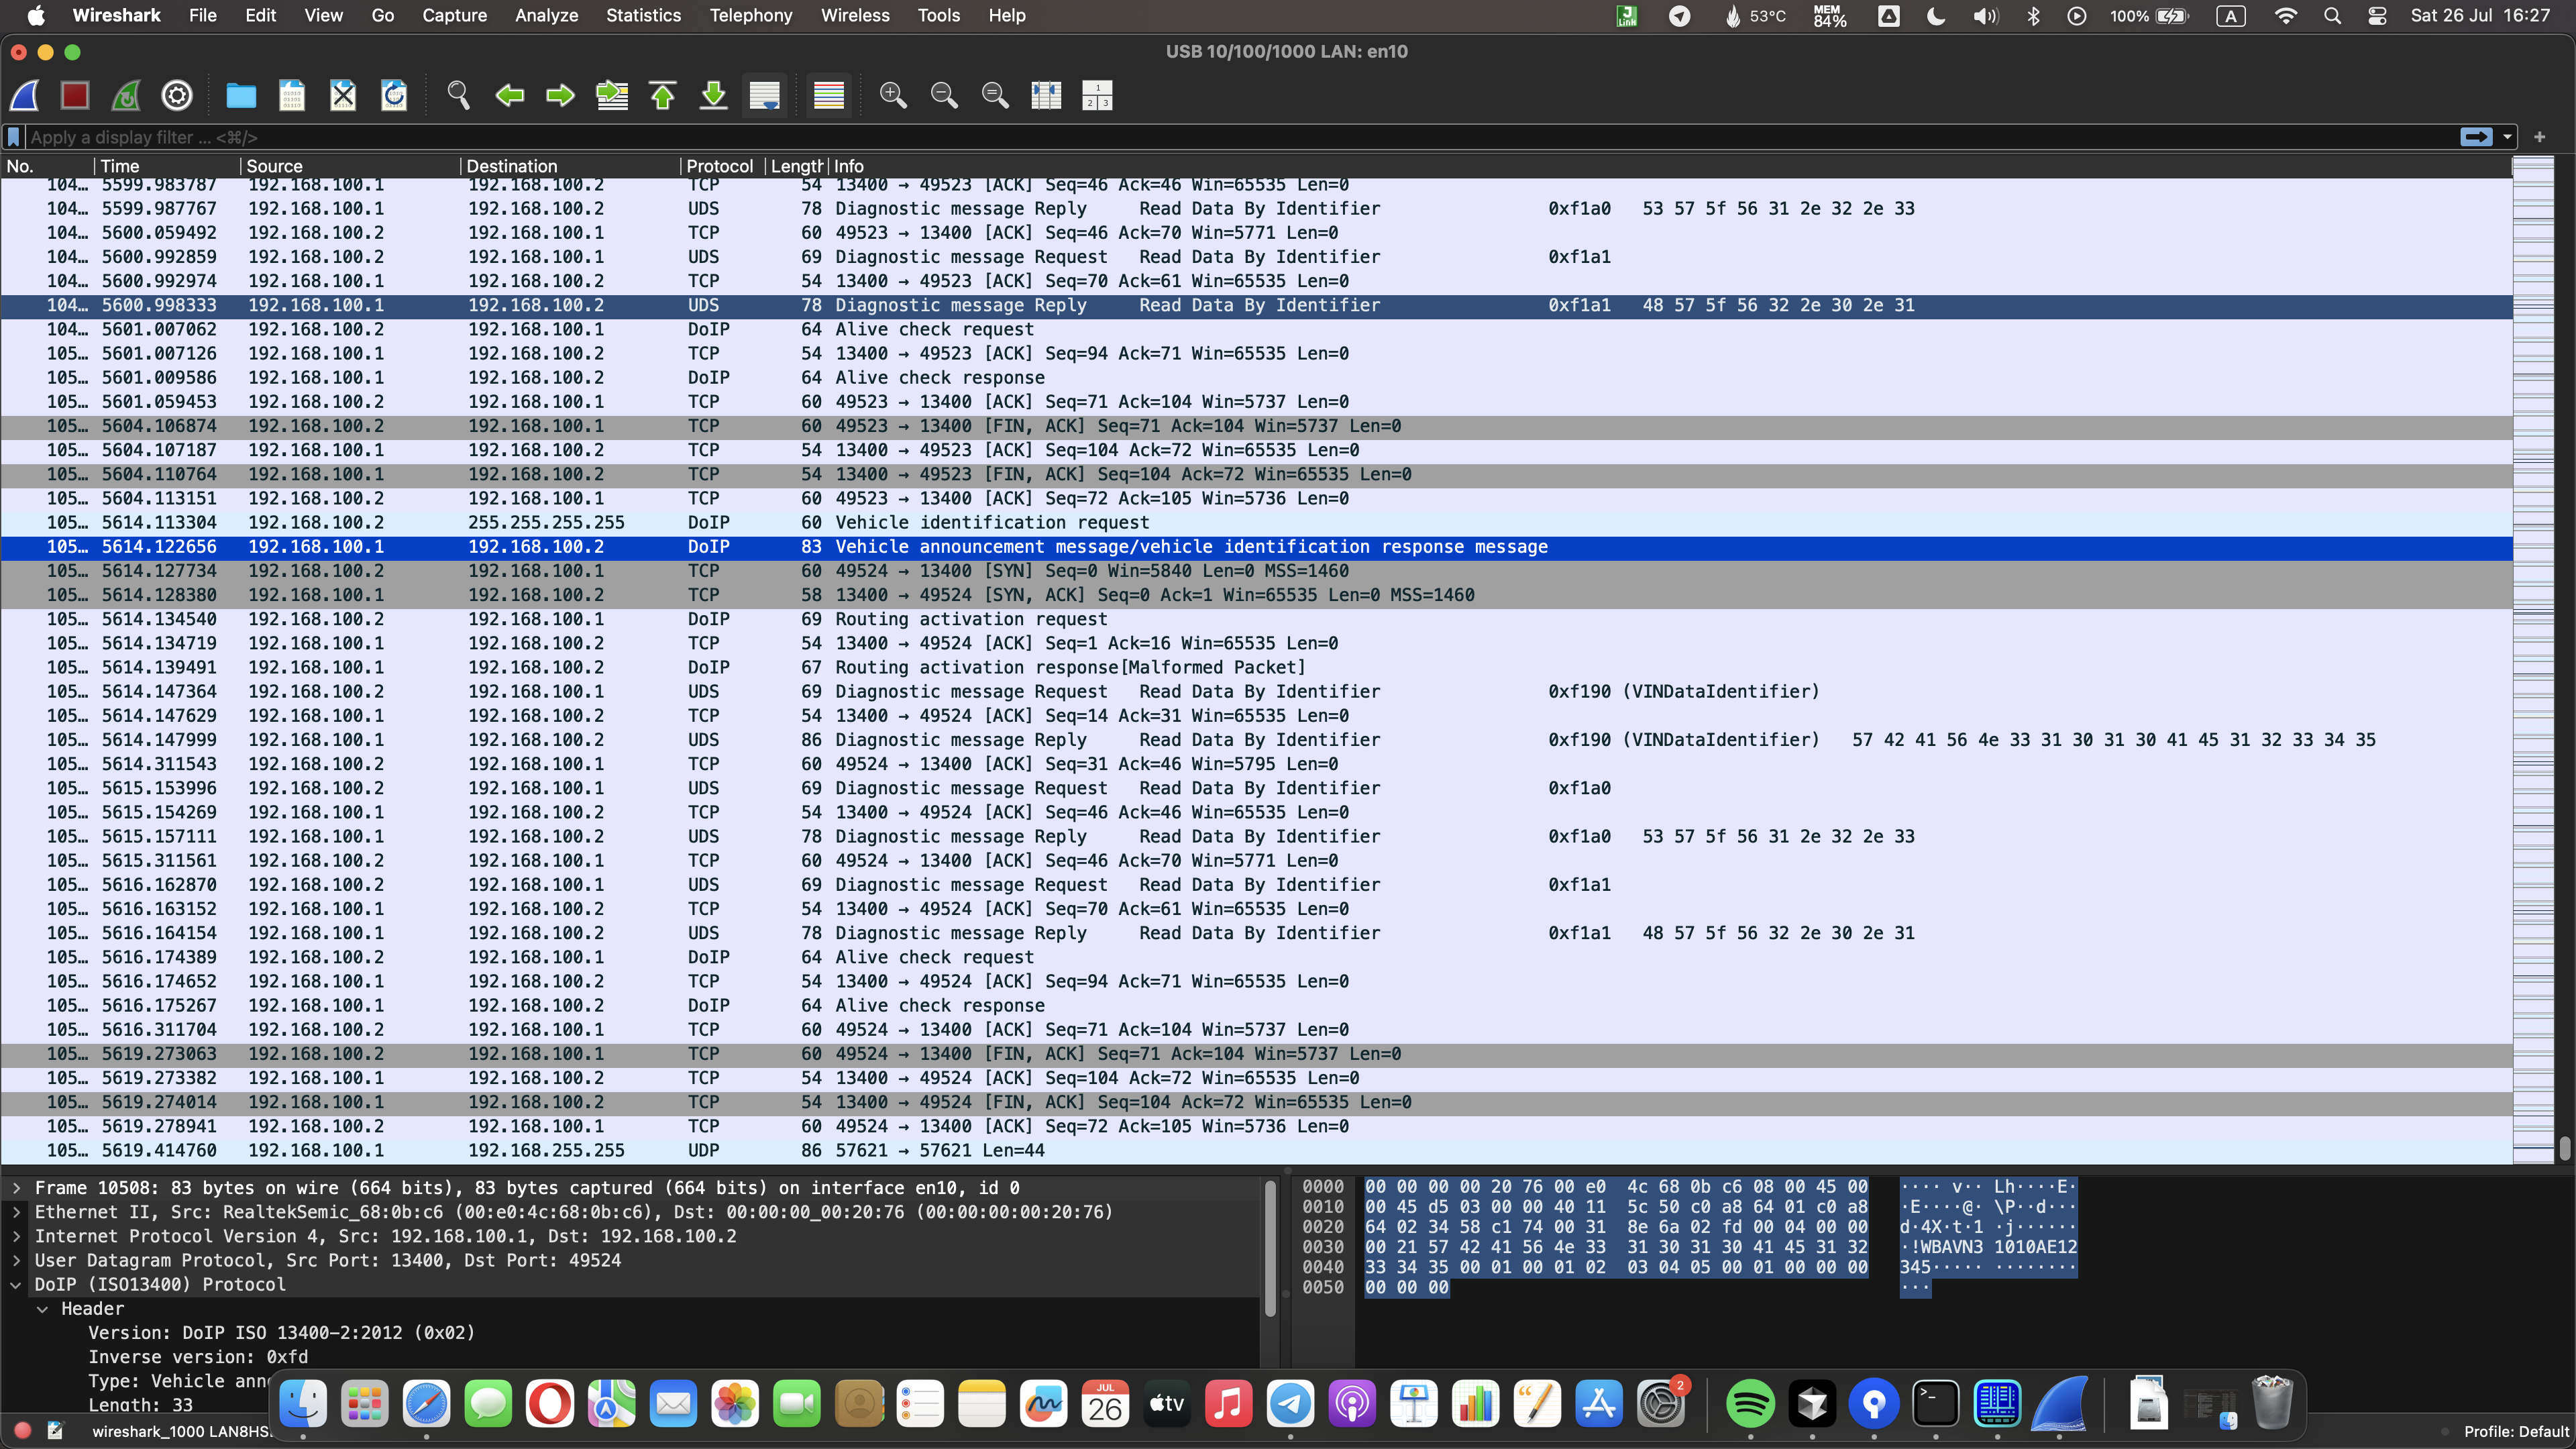 Wireshark File Edit View Go Capture Analyze Statistics Telephony Wireless Tools Help J Link 53°C MEM 84% 100% A Sat 26 Jul 16:27
USB 10/100/1000 LAN: en10
Apply a display filter ... <⌘/>
No. Time Source Destination Protocol Length Info
104… 5599.983787 192.168.100.1 192.168.100.2 TCP 54 13400 → 49523 [ACK] Seq=46 Ack=46 Win=65535 Len=0
104… 5599.987767 192.168.100.1 192.168.100.2 UDS 78 Diagnostic message Reply Read Data By Identifier 0xf1a0 53 57 5f 56 31 2e 32 2e 33
104… 5600.059492 192.168.100.2 192.168.100.1 TCP 60 49523 → 13400 [ACK] Seq=46 Ack=70 Win=5771 Len=0
104… 5600.992859 192.168.100.2 192.168.100.1 UDS 69 Diagnostic message Request Read Data By Identifier 0xf1a1
104… 5600.992974 192.168.100.1 192.168.100.2 TCP 54 13400 → 49523 [ACK] Seq=70 Ack=61 Win=65535 Len=0
104… 5600.998333 192.168.100.1 192.168.100.2 UDS 78 Diagnostic message Reply Read Data By Identifier 0xf1a1 48 57 5f 56 32 2e 30 2e 31
104… 5601.007062 192.168.100.2 192.168.100.1 DoIP 64 Alive check request
105… 5601.007126 192.168.100.1 192.168.100.2 TCP 54 13400 → 49523 [ACK] Seq=94 Ack=71 Win=65535 Len=0
105… 5601.009586 192.168.100.1 192.168.100.2 DoIP 64 Alive check response
105… 5601.059453 192.168.100.2 192.168.100.1 TCP 60 49523 → 13400 [ACK] Seq=71 Ack=104 Win=5737 Len=0
105… 5604.106874 192.168.100.2 192.168.100.1 TCP 60 49523 → 13400 [FIN, ACK] Seq=71 Ack=104 Win=5737 Len=0
105… 5604.107187 192.168.100.1 192.168.100.2 TCP 54 13400 → 49523 [ACK] Seq=104 Ack=72 Win=65535 Len=0
105… 5604.110764 192.168.100.1 192.168.100.2 TCP 54 13400 → 49523 [FIN, ACK] Seq=104 Ack=72 Win=65535 Len=0
105… 5604.113151 192.168.100.2 192.168.100.1 TCP 60 49523 → 13400 [ACK] Seq=72 Ack=105 Win=5736 Len=0
105… 5614.113304 192.168.100.2 255.255.255.255 DoIP 60 Vehicle identification request
105… 5614.122656 192.168.100.1 192.168.100.2 DoIP 83 Vehicle announcement message/vehicle identification response message
105… 5614.127734 192.168.100.2 192.168.100.1 TCP 60 49524 → 13400 [SYN] Seq=0 Win=5840 Len=0 MSS=1460
105… 5614.128380 192.168.100.1 192.168.100.2 TCP 58 13400 → 49524 [SYN, ACK] Seq=0 Ack=1 Win=65535 Len=0 MSS=1460
105… 5614.134540 192.168.100.2 192.168.100.1 DoIP 69 Routing activation request
105… 5614.134719 192.168.100.1 192.168.100.2 TCP 54 13400 → 49524 [ACK] Seq=1 Ack=16 Win=65535 Len=0
105… 5614.139491 192.168.100.1 192.168.100.2 DoIP 67 Routing activation response[Malformed Packet]
105… 5614.147364 192.168.100.2 192.168.100.1 UDS 69 Diagnostic message Request Read Data By Identifier 0xf190 (VINDataIdentifier)
105… 5614.147629 192.168.100.1 192.168.100.2 TCP 54 13400 → 49524 [ACK] Seq=14 Ack=31 Win=65535 Len=0
105… 5614.147999 192.168.100.1 192.168.100.2 UDS 86 Diagnostic message Reply Read Data By Identifier 0xf190 (VINDataIdentifier) 57 42 41 56 4e 33 31 30 31 30 41 45 31 32 33 34 35
105… 5614.311543 192.168.100.2 192.168.100.1 TCP 60 49524 → 13400 [ACK] Seq=31 Ack=46 Win=5795 Len=0
105… 5615.153996 192.168.100.2 192.168.100.1 UDS 69 Diagnostic message Request Read Data By Identifier 0xf1a0
105… 5615.154269 192.168.100.1 192.168.100.2 TCP 54 13400 → 49524 [ACK] Seq=46 Ack=46 Win=65535 Len=0
105… 5615.157111 192.168.100.1 192.168.100.2 UDS 78 Diagnostic message Reply Read Data By Identifier 0xf1a0 53 57 5f 56 31 2e 32 2e 33
105… 5615.311561 192.168.100.2 192.168.100.1 TCP 60 49524 → 13400 [ACK] Seq=46 Ack=70 Win=5771 Len=0
105… 5616.162870 192.168.100.2 192.168.100.1 UDS 69 Diagnostic message Request Read Data By Identifier 0xf1a1
105… 5616.163152 192.168.100.1 192.168.100.2 TCP 54 13400 → 49524 [ACK] Seq=70 Ack=61 Win=65535 Len=0
105… 5616.164154 192.168.100.1 192.168.100.2 UDS 78 Diagnostic message Reply Read Data By Identifier 0xf1a1 48 57 5f 56 32 2e 30 2e 31
105… 5616.174389 192.168.100.2 192.168.100.1 DoIP 64 Alive check request
105… 5616.174652 192.168.100.1 192.168.100.2 TCP 54 13400 → 49524 [ACK] Seq=94 Ack=71 Win=65535 Len=0
105… 5616.175267 192.168.100.1 192.168.100.2 DoIP 64 Alive check response
105… 5616.311704 192.168.100.2 192.168.100.1 TCP 60 49524 → 13400 [ACK] Seq=71 Ack=104 Win=5737 Len=0
105… 5619.273063 192.168.100.2 192.168.100.1 TCP 60 49524 → 13400 [FIN, ACK] Seq=71 Ack=104 Win=5737 Len=0
105… 5619.273382 192.168.100.1 192.168.100.2 TCP 54 13400 → 49524 [ACK] Seq=104 Ack=72 Win=65535 Len=0
105… 5619.274014 192.168.100.1 192.168.100.2 TCP 54 13400 → 49524 [FIN, ACK] Seq=104 Ack=72 Win=65535 Len=0
105… 5619.278941 192.168.100.2 192.168.100.1 TCP 60 49524 → 13400 [ACK] Seq=72 Ack=105 Win=5736 Len=0
105… 5619.414760 192.168.100.1 192.168.255.255 UDP 86 57621 → 57621 Len=44
Frame 10508: 83 bytes on wire (664 bits), 83 bytes captured (664 bits) on interface en10, id 0
Ethernet II, Src: RealtekSemic_68:0b:c6 (00:e0:4c:68:0b:c6), Dst: 00:00:00_00:20:76 (00:00:00:00:20:76)
Internet Protocol Version 4, Src: 192.168.100.1, Dst: 192.168.100.2
User Datagram Protocol, Src Port: 13400, Dst Port: 49524
DoIP (ISO13400) Protocol
Header
Version: DoIP ISO 13400-2:2012 (0x02)
Inverse version: 0xfd
Type: Vehicle ann
Length: 33
0000 00 00 00 00 20 76 00 e0 4c 68 0b c6 08 00 45 00 ···· v·· Lh····E·
0010 00 45 d5 03 00 00 40 11 5c 50 c0 a8 64 01 c0 a8 ·E····@· \P··d···
0020 64 02 34 58 c1 74 00 31 8e 6a 02 fd 00 04 00 00 d·4X·t·1 ·j······
0030 00 21 57 42 41 56 4e 33 31 30 31 30 41 45 31 32 ·!WBAVN3 1010AE12
0040 33 34 35 00 01 00 01 02 03 04 05 00 01 00 00 00 345····· ········
0050 00 00 00 ···
JUL 26 tv 2
wireshark_1000 LAN8HS Profile: Default